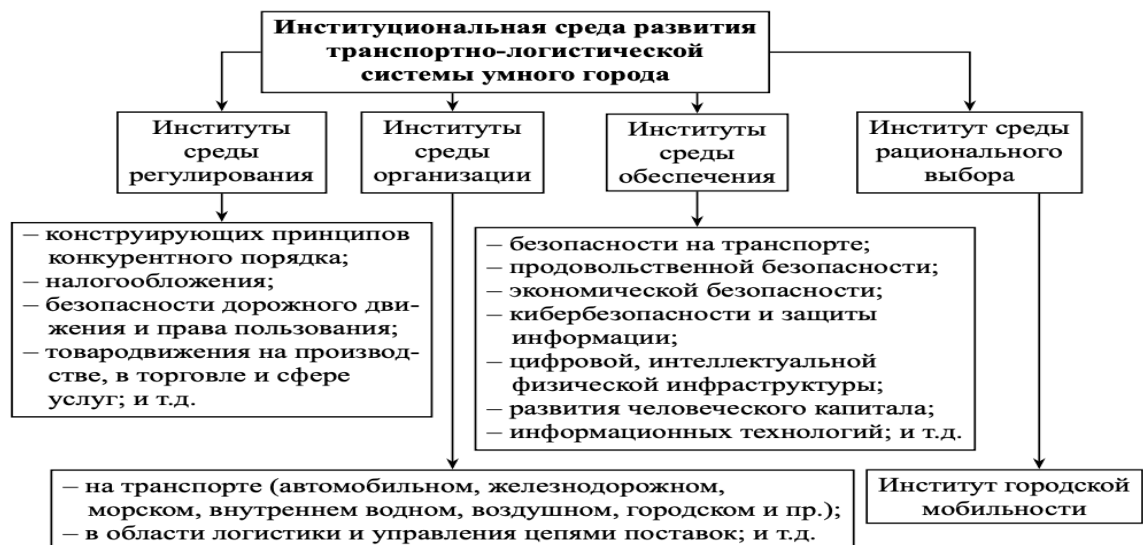 Институциональная среда развития
транспортно-логистической
системы умного города
Институты
среды
регулирования
Институты
среды
организации
Институты
среды
обеспечения
Институт среды
рационального
выбора
– конструирующих принципов
конкурентного порядка;
– налогообложения;
– безопасности дорожного дви-
жения и права пользования;
– товародвижения на производ-
стве, в торговле и сфере
услуг; и т.д.
– безопасности на транспорте;
– продовольственной безопасности;
– экономической безопасности;
– кибербезопасности и защиты
информации;
– цифровой, интеллектуальной
физической инфраструктуры;
– развития человеческого капитала;
– информационных технологий; и т.д.
– на транспорте (автомобильном, железнодорожном,
морском, внутреннем водном, воздушном, городском и пр.);
– в области логистики и управления цепями поставок; и т.д.
Институт городской
мобильности